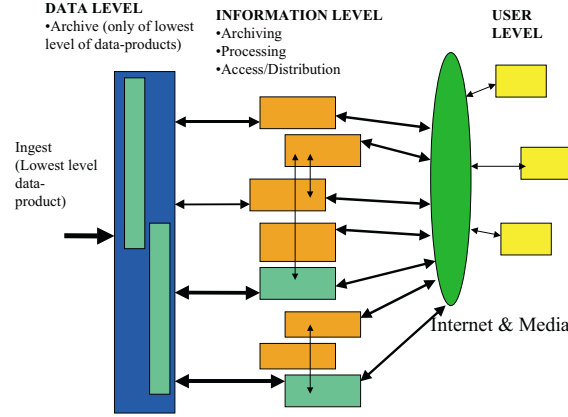 DATA LEVEL
•Archive (only of lowest
level of data-products)
INFORMATION LEVEL
•Archiving
•Processing
•Access/Distribution
USER
LEVEL
Ingest
(Lowest level
data-
product)
Internet & Media